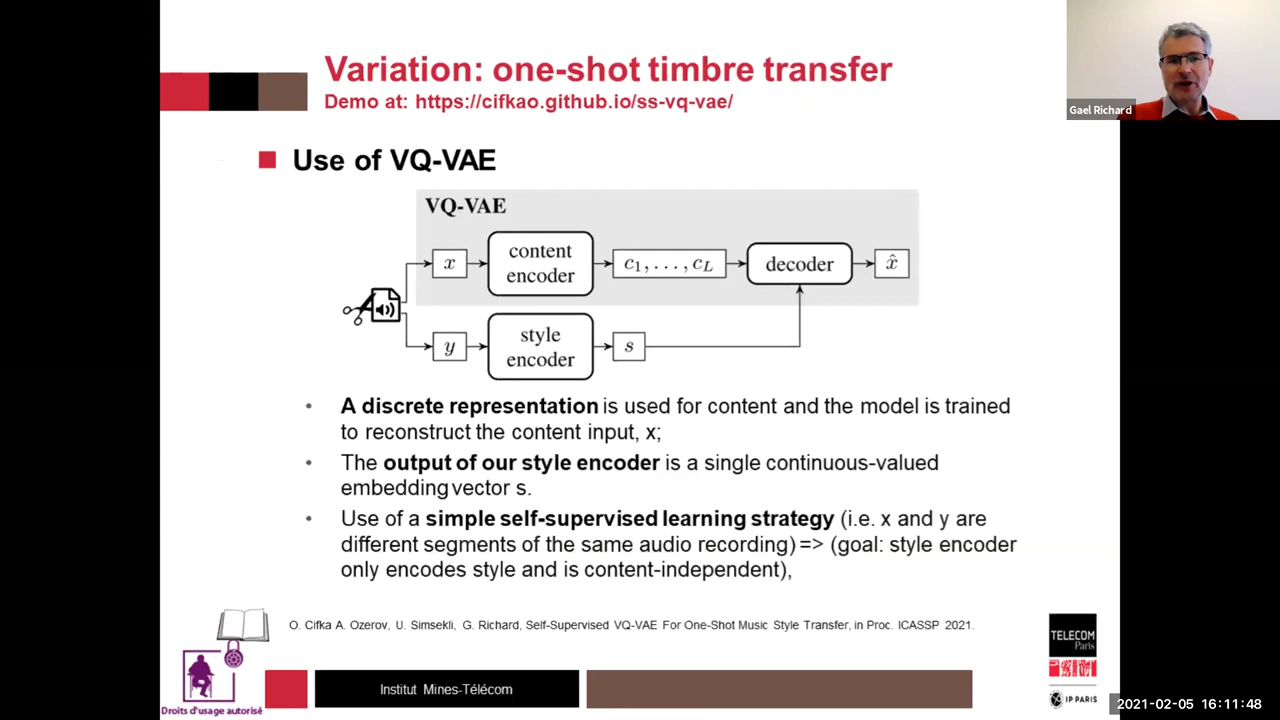 Variation: one-shot timbre transfer
Demo at: https://cifkao.github.io/ss-vq-vae/
Gael Richard
Use of VQ-VAE
VQ-VAE
x
content
encoder
c1, . . . , cL
decoder
x̂
y
style
encoder
s
• A discrete representation is used for content and the model is trained
to reconstruct the content input, x;
• The output of our style encoder is a single continuous-valued
embedding vector s.
• Use of a simple self-supervised learning strategy (i.e. x and y are
different segments of the same audio recording) => (goal: style encoder
only encodes style and is content-independent),
O. Cifka A. Ozerov, U. Simsekli, G. Richard, Self-Supervised VQ-VAE For One-Shot Music Style Transfer, in Proc. ICASSP 2021.
TELECOM
Paris
Institut Mines-Télécom
IP PARIS
Droits d'usage autorisé
2021-02-05 16:11:48